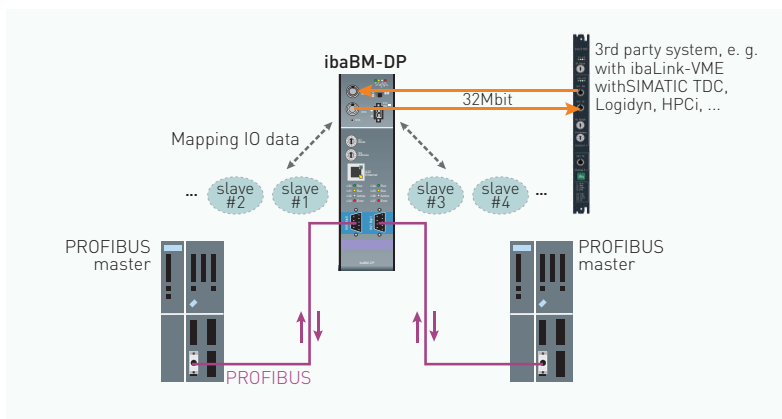 ibaBM-DP
3rd party system, e. g.
with ibaLink-VME
withSIMATIC TDC,
Logidyn, HPCi, ...
32Mbit
Mapping IO data
...
slave
#2
slave
#1
slave
#3
slave
#4
...
PROFIBUS
master
PROFIBUS
master
PROFIBUS